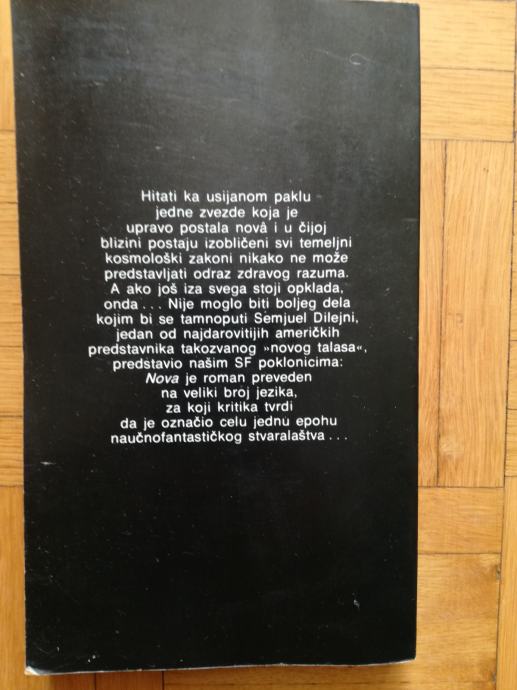 Hitati ka usijanom paklu
jedne zvezde koja je
upravo postala novâ i u čijoj
blizini postaju izobličeni svi temeljni
kosmološki zakoni nikako ne može
predstavljati odraz zdravog razuma.
A ako još iza svega stoji opklada,
onda . . . Nije moglo biti boljeg dela
kojim bi se tamnoputi Semjuel Dilejni,
jedan od najdarovitijih američkih
predstavnika takozvanog »novog talasa«,
predstavio našim SF poklonicima:
Nova je roman preveden
na veliki broj jezika,
za koji kritika tvrdi
da je označio celu jednu epohu
naučnofantastičkog stvaralaštva . . .